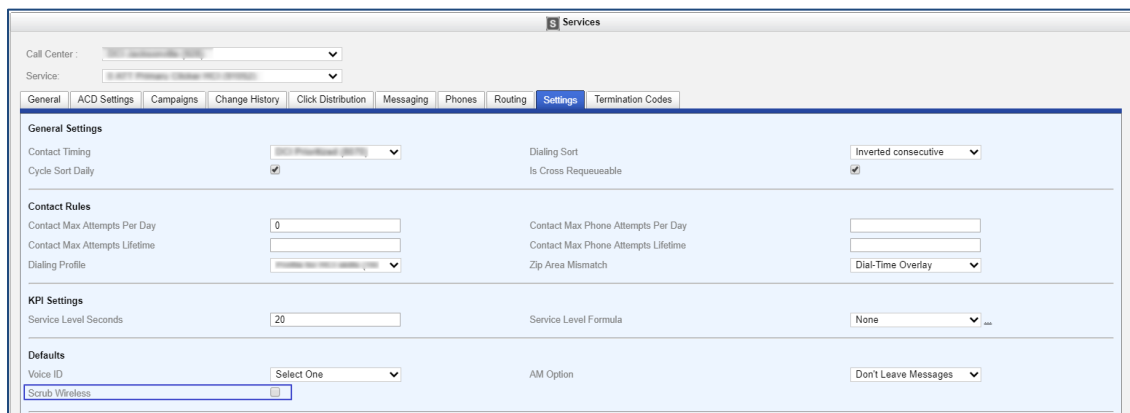 S Services
Call Center :
Service:
General ACD Settings Campaigns Change History Click Distribution Messaging Phones Routing Settings Termination Codes
General Settings
Contact Timing Dialing Sort Inverted consecutive
Cycle Sort Daily Is Cross Requeueable
Contact Rules
Contact Max Attempts Per Day 0 Contact Max Phone Attempts Per Day
Contact Max Attempts Lifetime Contact Max Phone Attempts Lifetime
Dialing Profile Zip Area Mismatch Dial-Time Overlay
KPI Settings
Service Level Seconds 20 Service Level Formula None ...
Defaults
Voice ID Select One AM Option Don't Leave Messages
Scrub Wireless